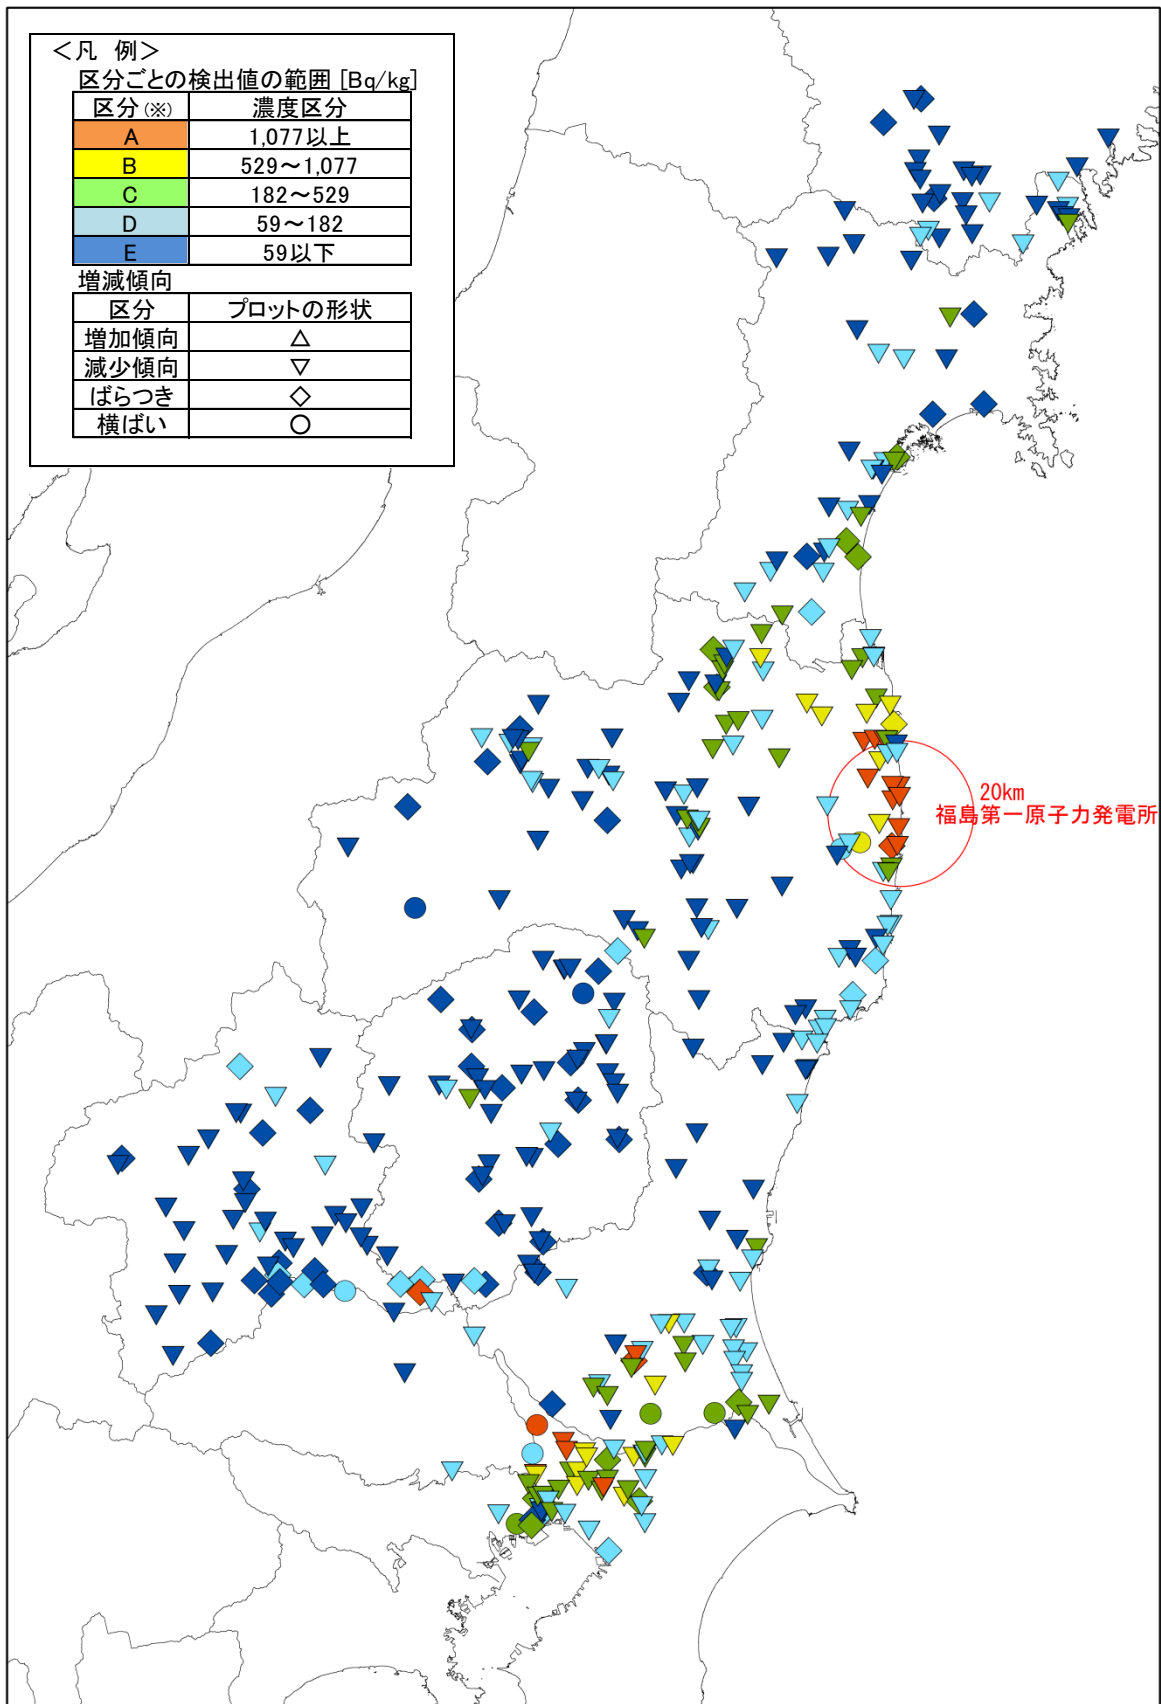 ＜凡 例＞
区分ごとの検出値の範囲 [Bq/kg]
区分(※) 濃度区分
A 1,077以上
B 529～1,077
C 182～529
D 59～182
E 59以下
増減傾向
区分 プロットの形状
増加傾向 △
減少傾向 ▽
ばらつき ◇
横ばい ○
20km
福島第一原子力発電所